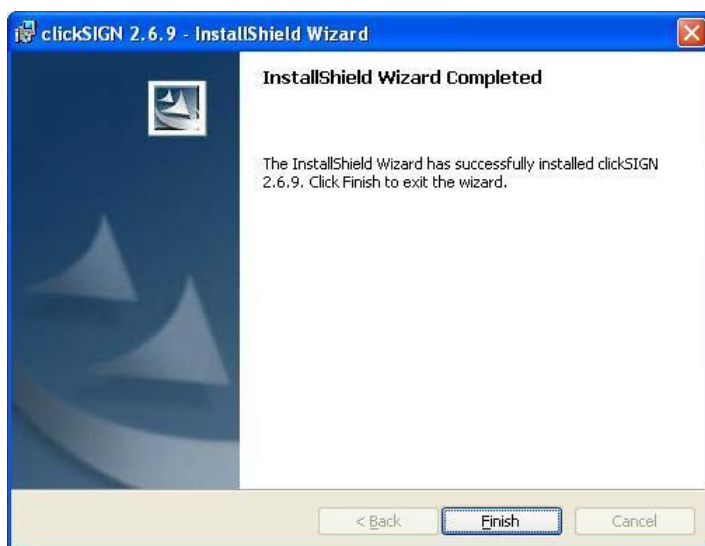 clickSIGN 2.6.9 - InstallShield Wizard
InstallShield Wizard Completed
The InstallShield Wizard has successfully installed clickSIGN
2.6.9. Click Finish to exit the wizard.
< Back Finish Cancel